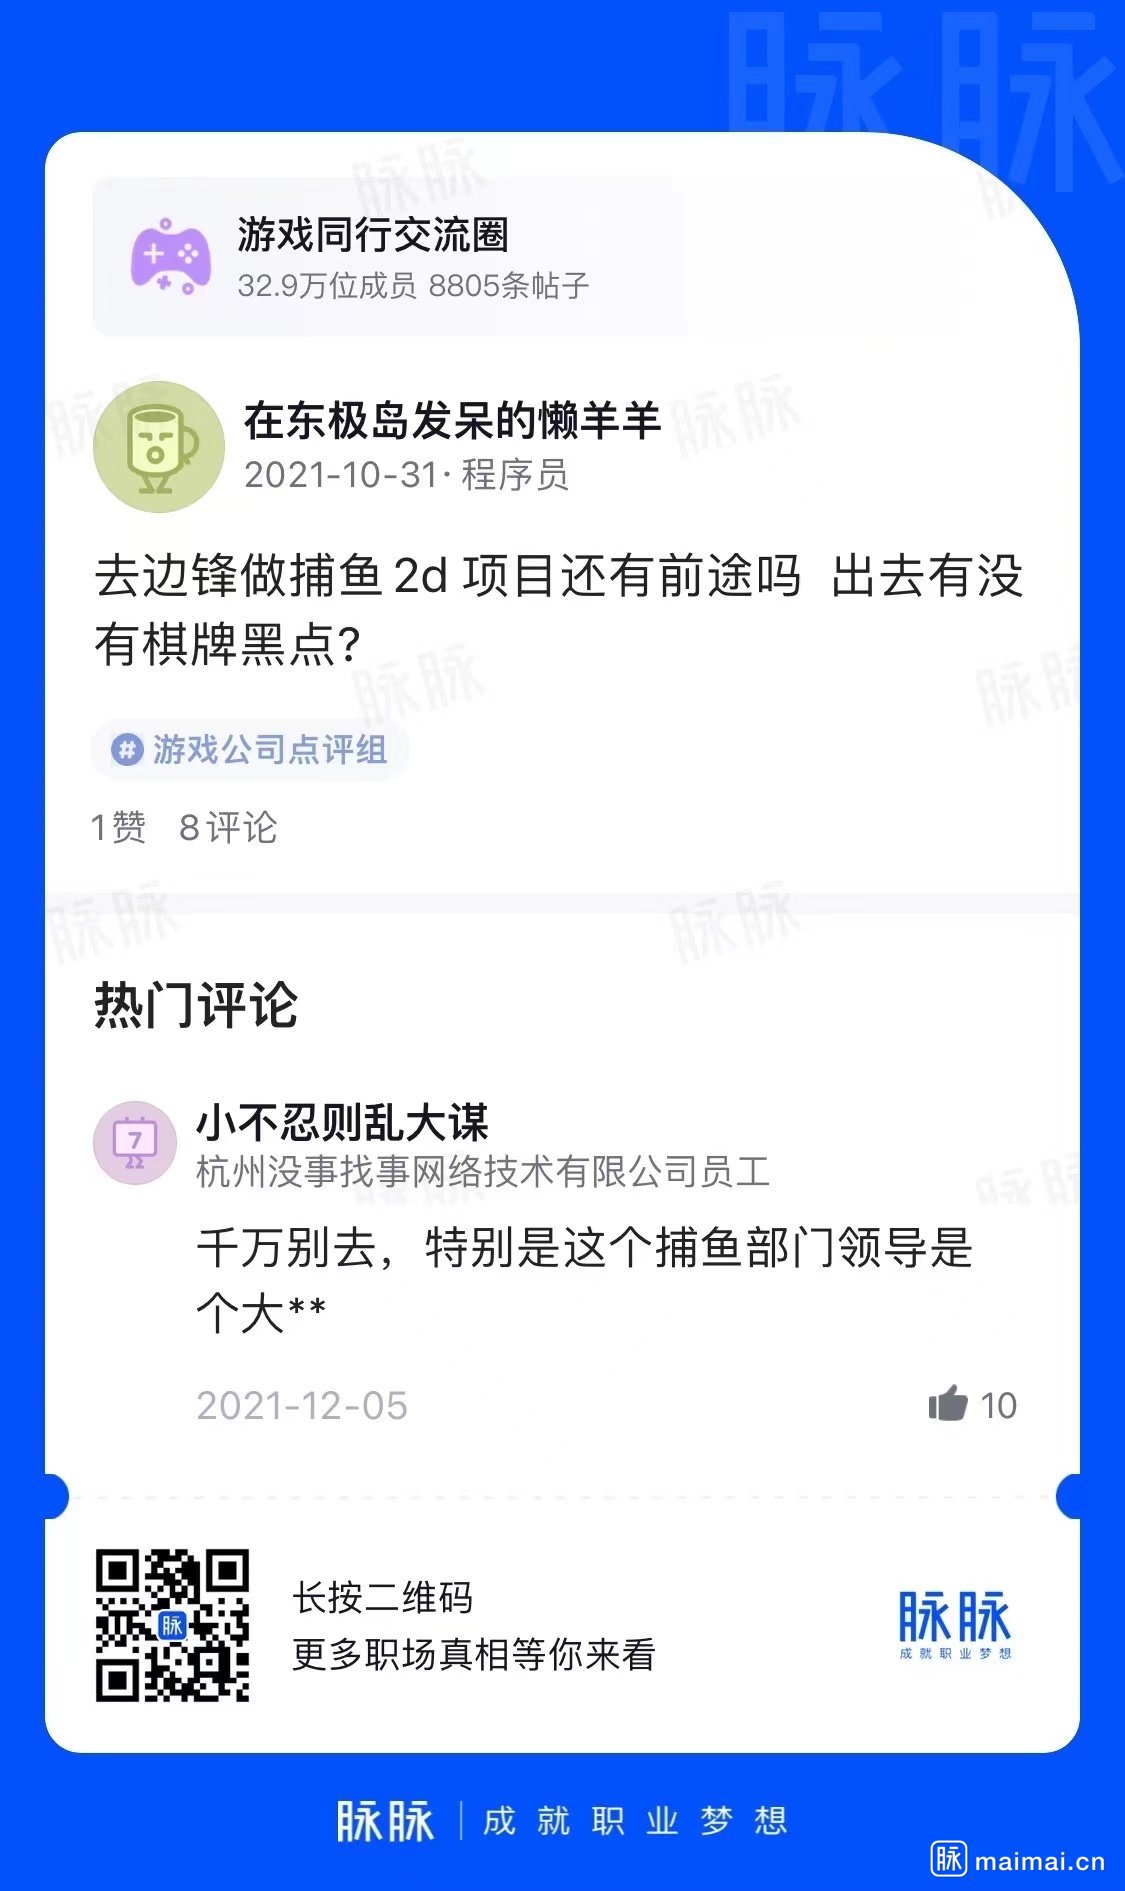 脉脉
游戏同行交流圈
32.9万位成员 8805条帖子
在东极岛发呆的懒羊羊
2021-10-31·程序员
去边锋做捕鱼2d 项目还有前途吗 出去有没
有棋牌黑点?
# 游戏公司点评组
1赞 8评论
热门评论
7
小不忍则乱大谋
杭州没事找事网络技术有限公司员工
千万别去，特别是这个捕鱼部门领导是
个大**
2021-12-05
10
脉
长按二维码
更多职场真相等你来看
脉脉
成就职业梦想
脉脉 | 成就职业梦想
脉 maimai.cn